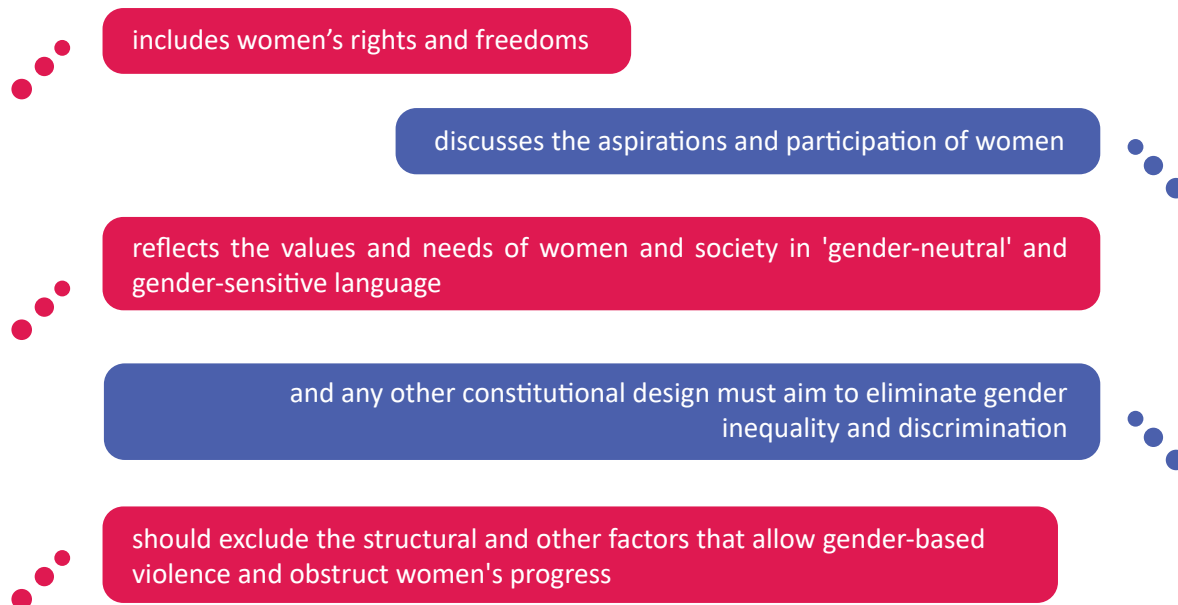 includes women’s rights and freedoms
discusses the aspirations and participation of women
reflects the values and needs of women and society in 'gender-neutral' and
gender-sensitive language
and any other constitutional design must aim to eliminate gender
inequality and discrimination
should exclude the structural and other factors that allow gender-based
violence and obstruct women's progress